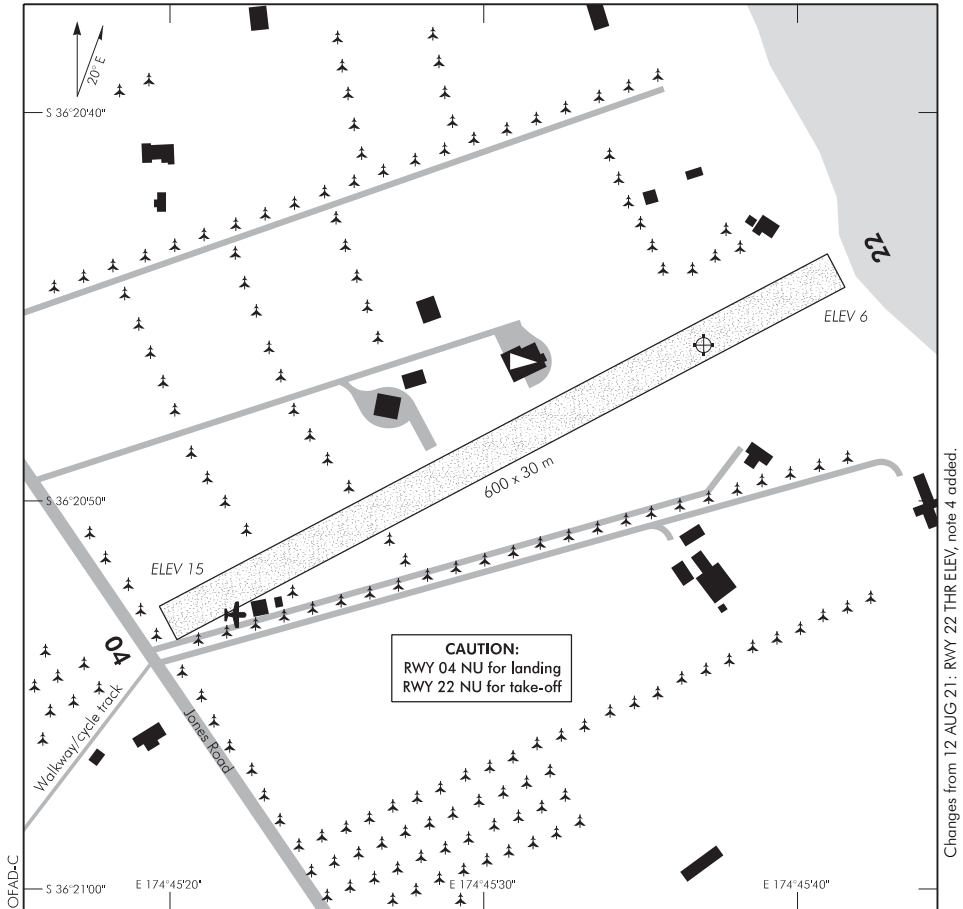 20° E
S 36°20'40"
22
ELEV 6
600 x 30 m
S 36°20'50"
ELEV 15
04
CAUTION:
RWY 04 NU for landing
RWY 22 NU for take-off
Walkway/cycle track
Jones Road
S 36°21'00"
E 174°45'20"
E 174°45'30"
E 174°45'40"
OFAD-C
Changes from 12 AUG 21: RWY 22 THR ELEV, note 4 added.